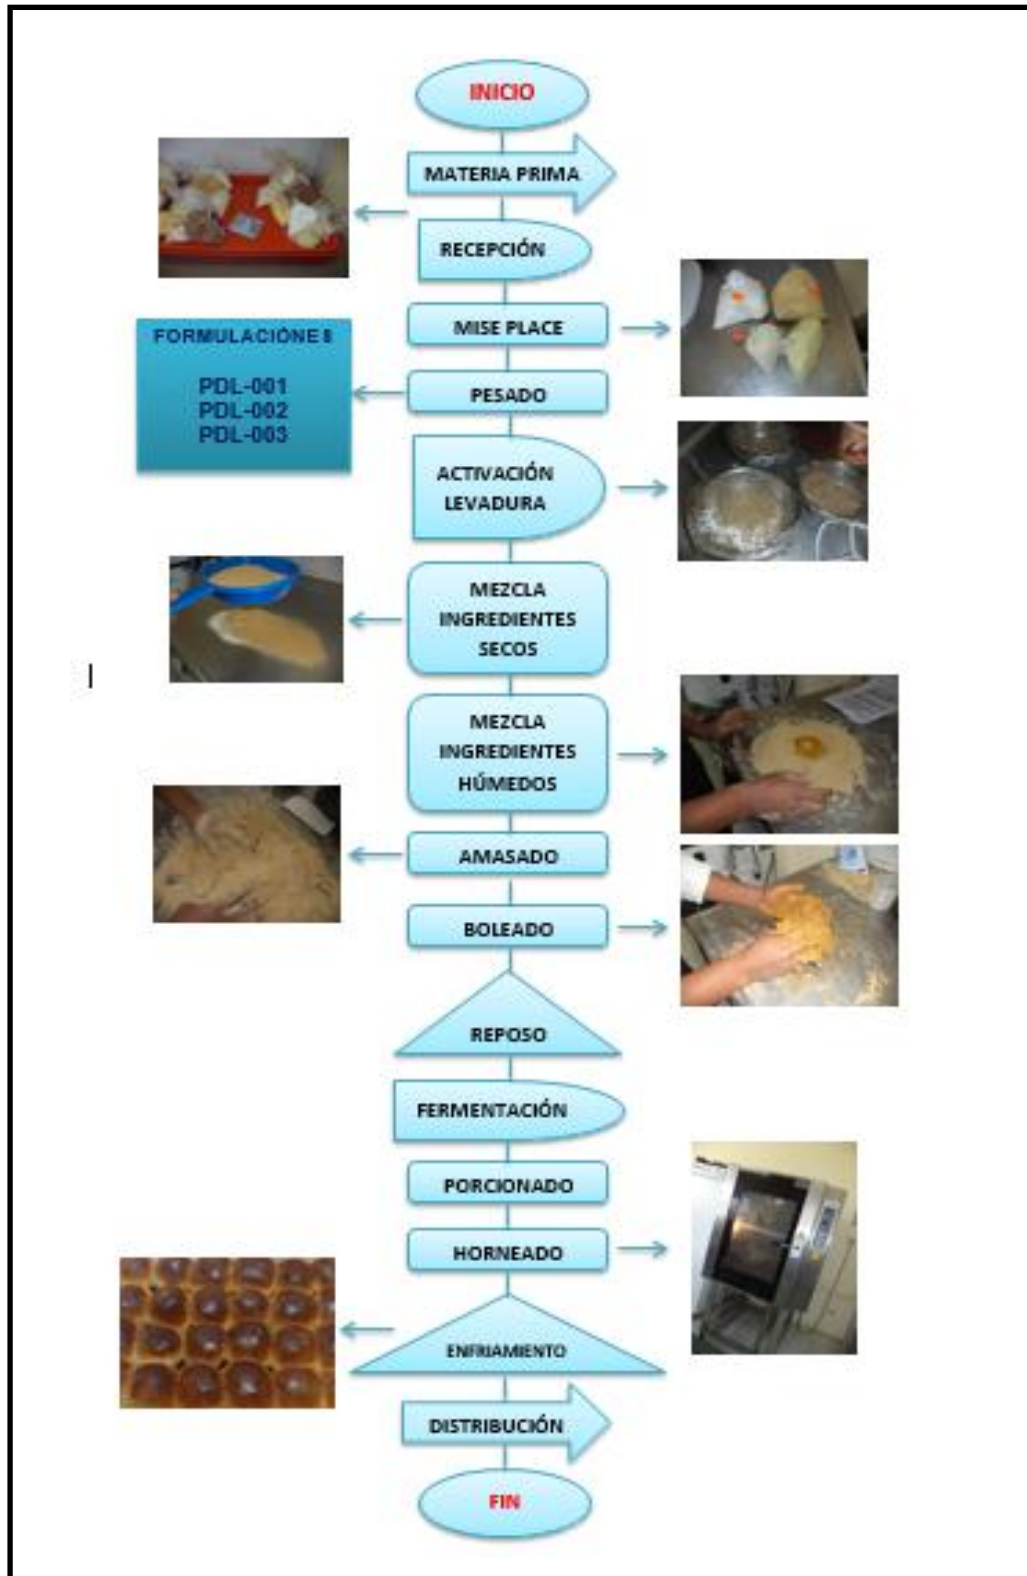 INICIO
MATERIA PRIMA
RECEPCIÓN
MISE PLACE
FORMULACIÓNES
PDL-001
PDL-002
PDL-003
PESADO
ACTIVACIÓN
LEVADURA
MEZCLA
INGREDIENTES
SECOS
MEZCLA
INGREDIENTES
HÚMEDOS
AMASADO
BOLEADO
REPOSO
FERMENTACIÓN
PORCIONADO
HORNEADO
ENFRIAMIENTO
DISTRIBUCIÓN
FIN